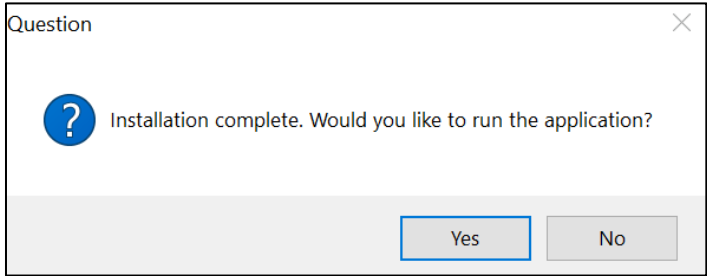 Question
Installation complete. Would you like to run the application?
Yes
No